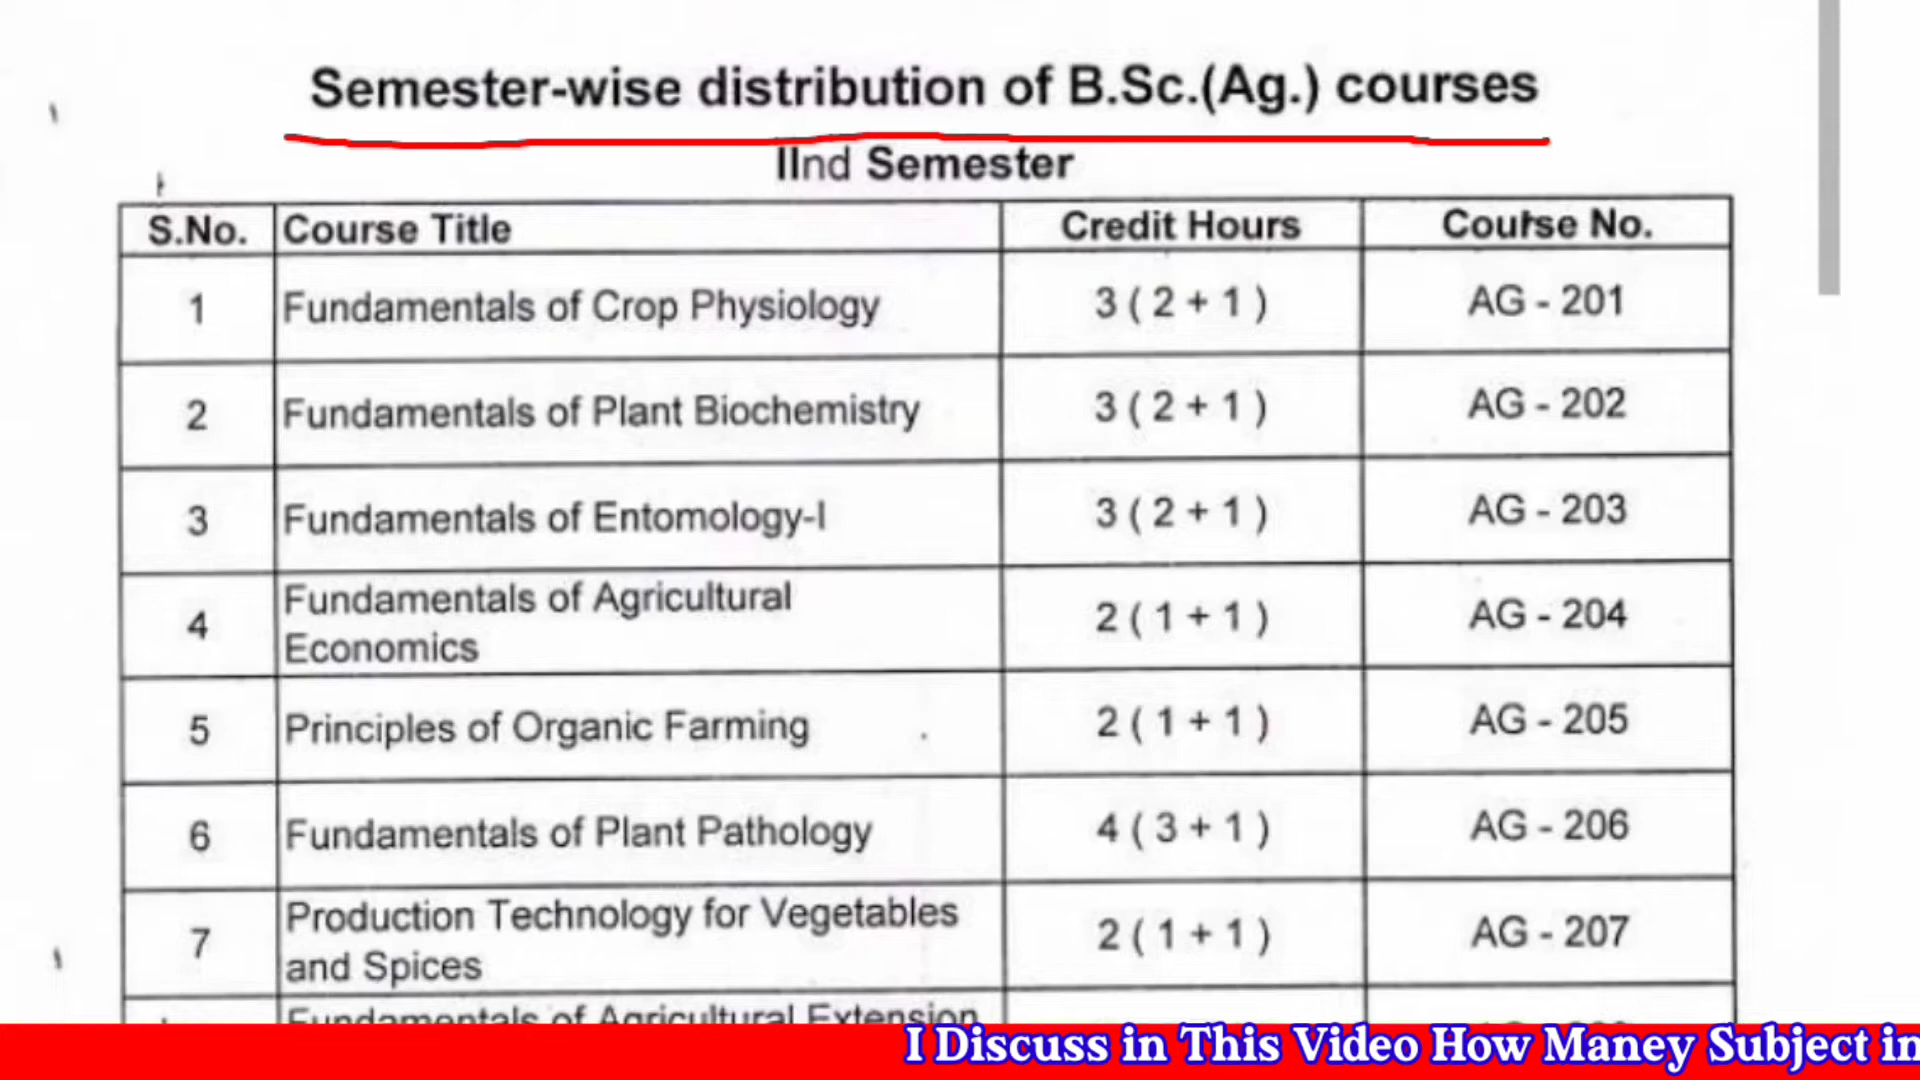 Semester-wise distribution of B.Sc.(Ag.) courses
IInd Semester
S.No. Course Title Credit Hours Course No.
1 Fundamentals of Crop Physiology 3 ( 2 + 1 ) AG - 201
2 Fundamentals of Plant Biochemistry 3 ( 2 + 1 ) AG - 202
3 Fundamentals of Entomology-I 3 ( 2 + 1 ) AG - 203
4 Fundamentals of Agricultural
Economics 2 ( 1 + 1 ) AG - 204
5 Principles of Organic Farming 2 ( 1 + 1 ) AG - 205
6 Fundamentals of Plant Pathology 4 ( 3 + 1 ) AG - 206
7 Production Technology for Vegetables
and Spices 2 ( 1 + 1 ) AG - 207
Fundamentals of Agricultural Extension
I Discuss in This Video How Maney Subject in